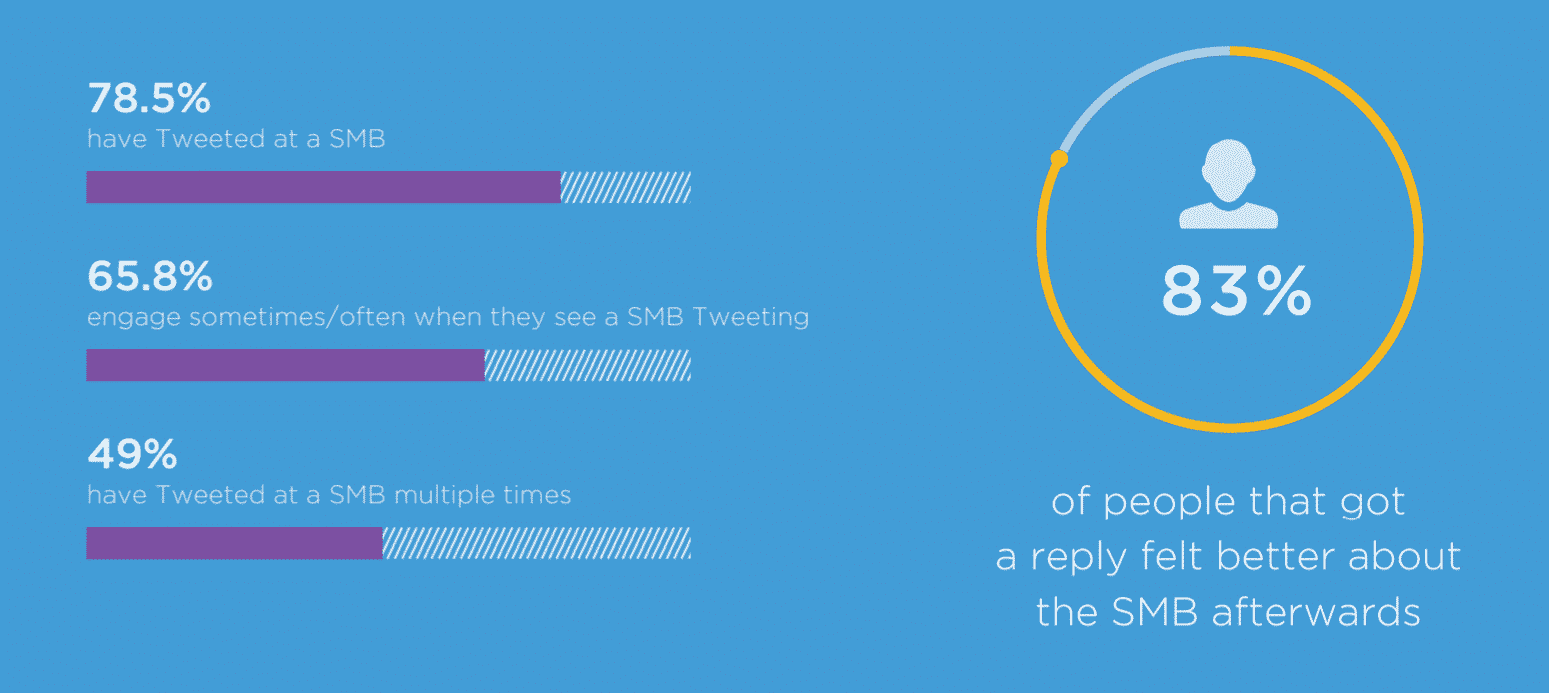 78.5%
have Tweeted at a SMB
65.8%
engage sometimes/often when they see a SMB Tweeting
49%
have Tweeted at a SMB multiple times
83%
of people that got
a reply felt better about
the SMB afterwards